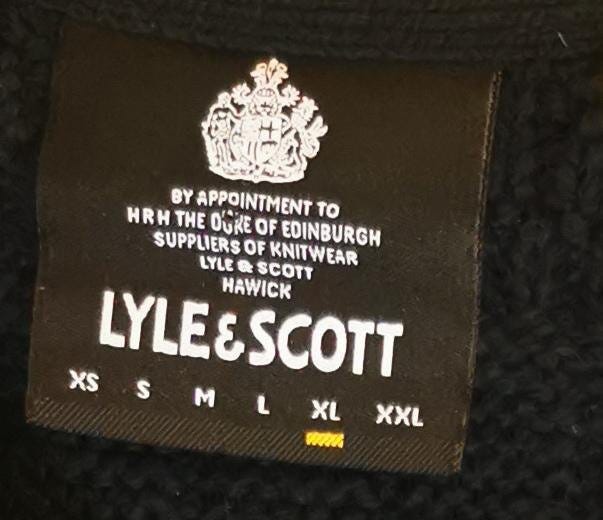 BY APPOINTMENT TO
HRH THE DUKE OF EDINBURGH
SUPPLIERS OF KNITWEAR
LYLE & SCOTT
HAWICK
LYLE & SCOTT
XS S M L XL XXL